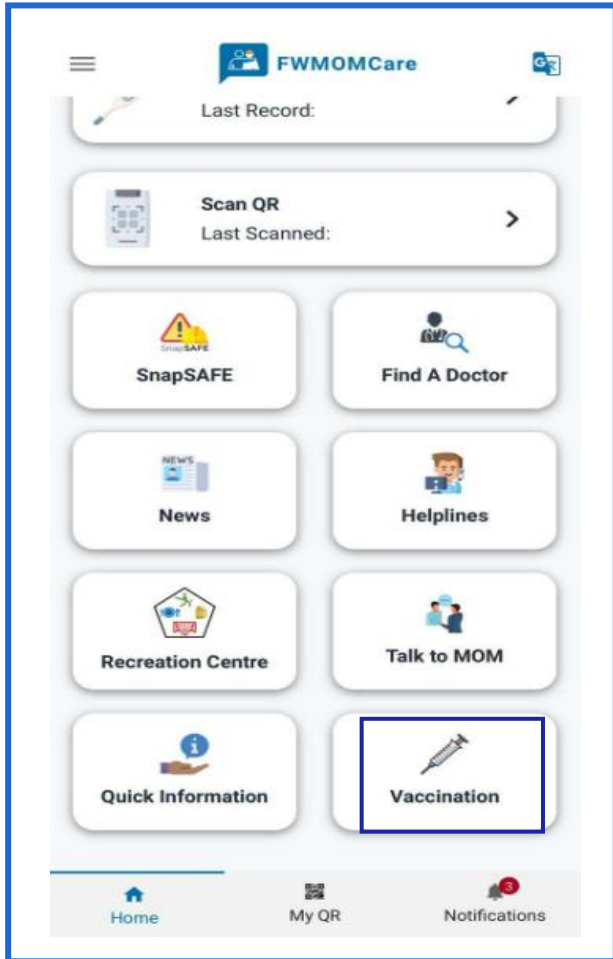 FWMOMCare
Last Record:
Scan QR
Last Scanned:
SnapSAFE
SnapSAFE
Find A Doctor
NEWS
News
Helplines
Recreation Centre
Talk to MOM
Quick Information
Vaccination
Home
My QR
3
Notifications